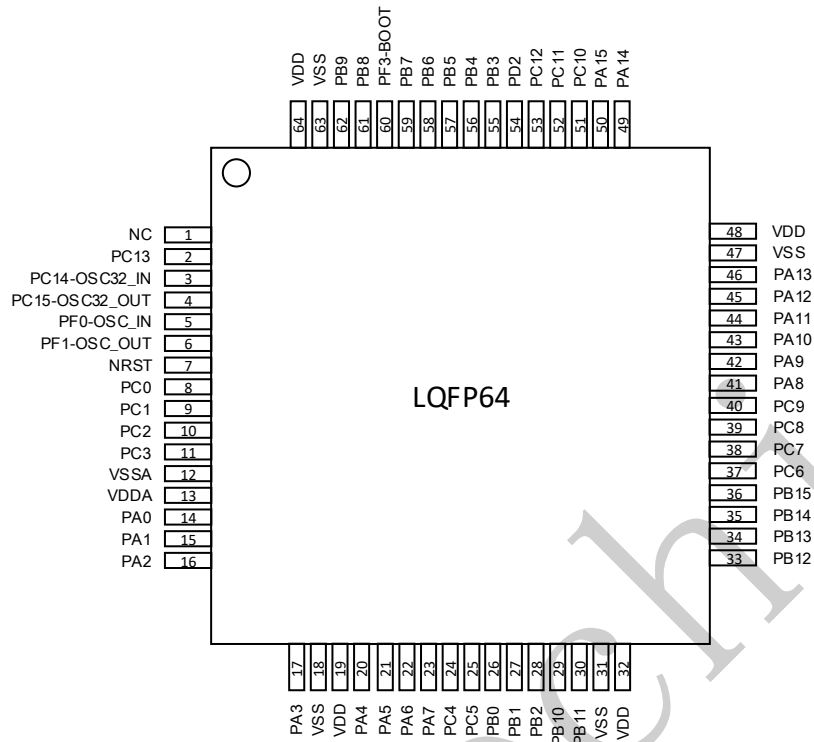 VDD VSS PB9 PB8 PF3-BOOT PB7 PB6 PB5 PB4 PB3 PD2 PC12 PC11 PC10 PA15 PA14
64 63 62 61 60 59 58 57 56 55 54 53 52 51 50 49
NC 1
PC13 2
PC14-OSC32_IN 3
PC15-OSC32_OUT 4
PF0-OSC_IN 5
PF1-OSC_OUT 6
NRST 7
PC0 8
PC1 9
PC2 10
PC3 11
VSSA 12
VDDA 13
PA0 14
PA1 15
PA2 16
LQFP64
48 VDD
47 VSS
46 PA13
45 PA12
44 PA11
43 PA10
42 PA9
41 PA8
40 PC9
39 PC8
38 PC7
37 PC6
36 PB15
35 PB14
34 PB13
33 PB12
17 18 19 20 21 22 23 24 25 26 27 28 29 30 31 32
PA3 VSS VDD PA4 PA5 PA6 PA7 PC4 PC5 PB0 PB1 PB2 PB10 PB11 VSS VDD